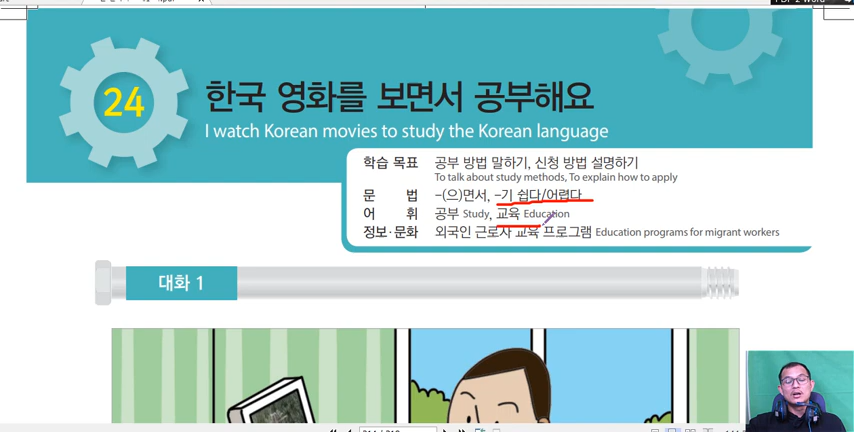 24
한국 영화를 보면서 공부해요
I watch Korean movies to study the Korean language
학습 목표 공부 방법 말하기, 신청 방법 설명하기
To talk about study methods, To explain how to apply
문 법 –(으)면서, –기 쉽다/어렵다
어 휘 공부 Study, 교육 Education
정보·문화 외국인 근로자 교육 프로그램 Education programs for migrant workers
대화 1